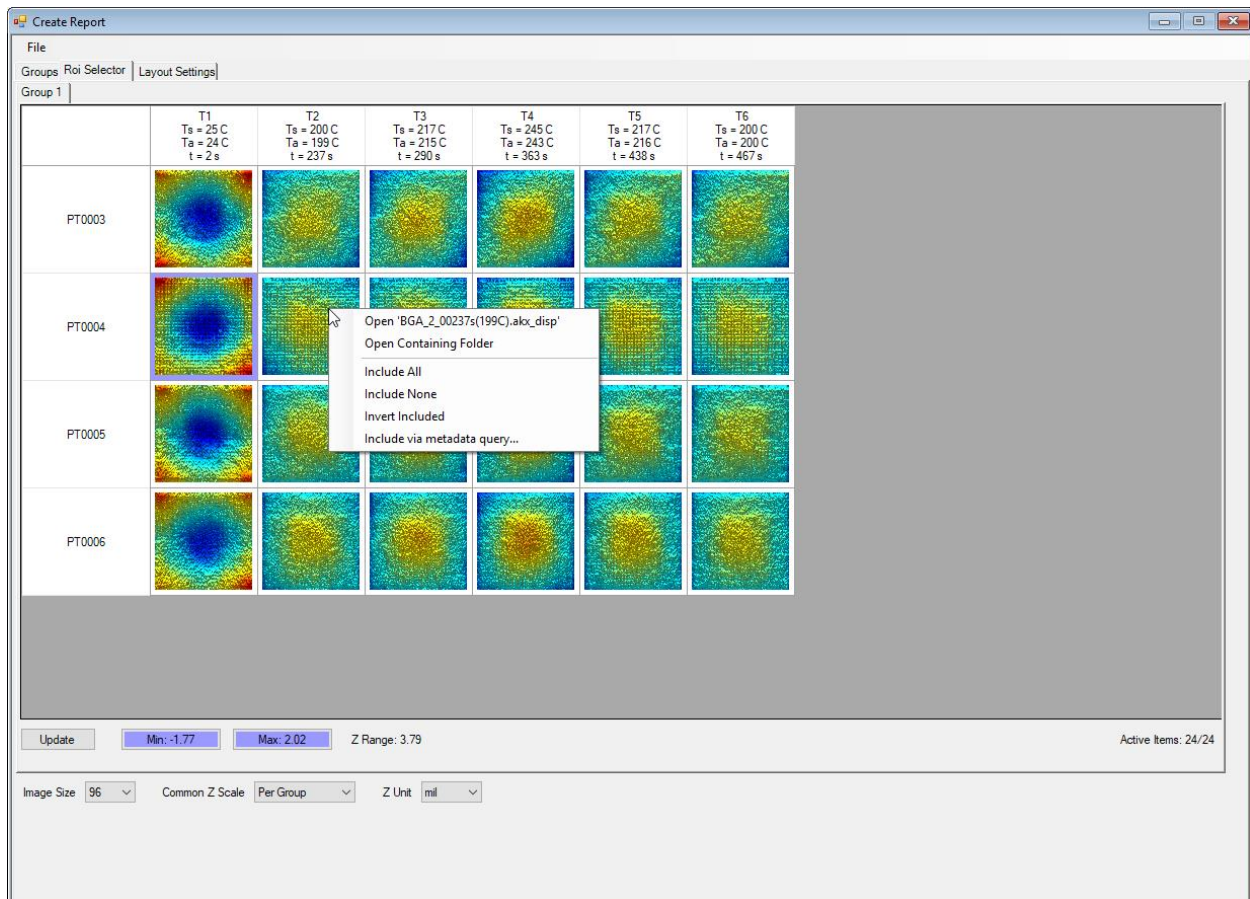 Create Report
File
Groups Roi Selector Layout Settings
Group 1
T1 T2 T3 T4 T5 T6
Ts = 25 C Ts = 200 C Ts = 217 C Ts = 245 C Ts = 217 C Ts = 200 C
Ta = 24 C Ta = 199 C Ta = 215 C Ta = 243 C Ta = 216 C Ta = 200 C
t = 2 s t = 237 s t = 290 s t = 363 s t = 438 s t = 467 s
PT0003
PT0004
Open 'BGA_2_00237s(199C).akx_disp'
Open Containing Folder
Include All
Include None
Invert Included
Include via metadata query...
PT0005
PT0006
Update Min: -1.77 Max: 2.02 Z Range: 3.79 Active Items: 24/24
Image Size 96 Common Z Scale Per Group Z Unit mil